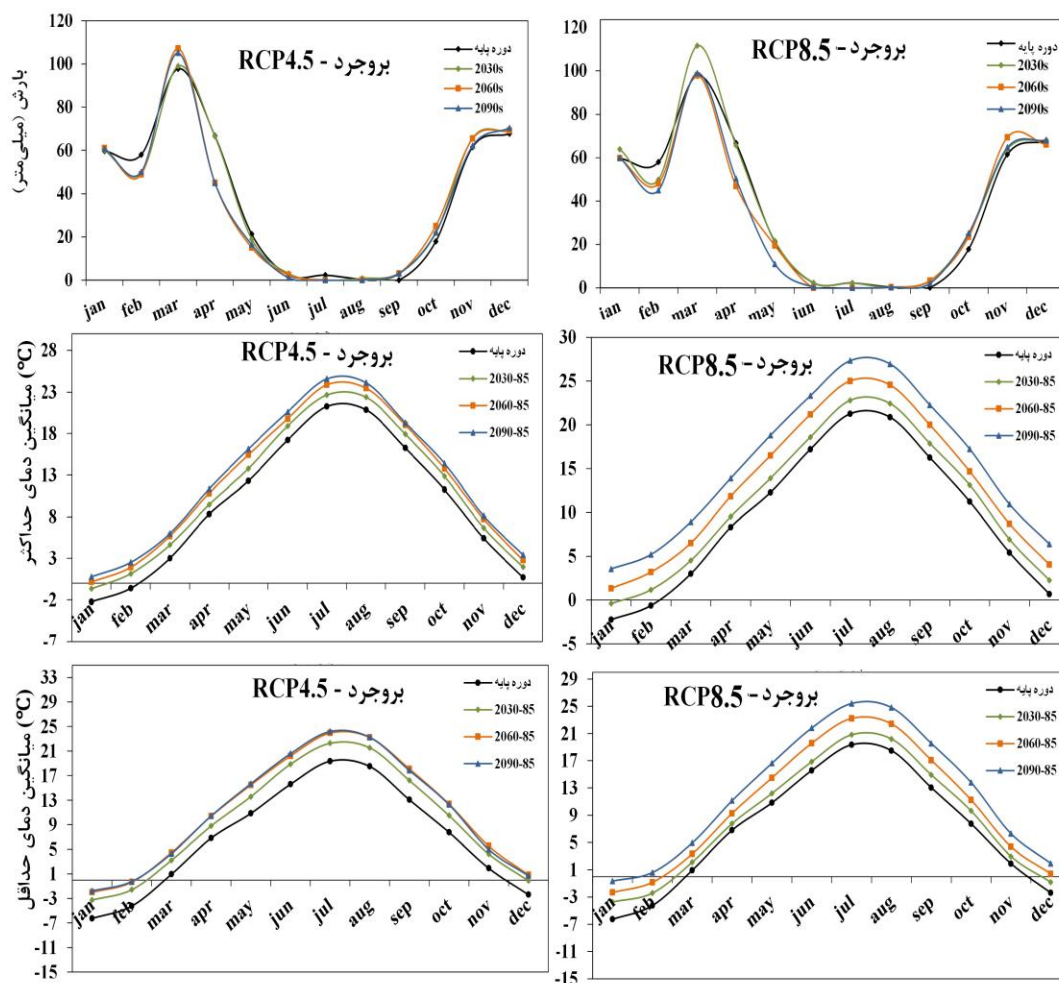 بارش (میلی‌متر)
RCP4.5 - بروجرد
دوره پایه
2030s
2060s
2090s
120
100
80
60
40
20
0
jan feb mar apr may jun jul aug sep oct nov dec
RCP8.5 - بروجرد
دوره پایه
2030s
2060s
2090s
120
100
80
60
40
20
0
jan feb mar apr may jun jul aug sep oct nov dec
میانگین دمای حداکثر (°C)
RCP4.5 - بروجرد
دوره پایه
2030-85
2060-85
2090-85
28
23
18
13
8
3
-2
-7
jan feb mar apr may jun jul aug sep oct nov dec
RCP8.5 - بروجرد
دوره پایه
2030-85
2060-85
2090-85
30
25
20
15
10
5
0
-5
jan feb mar apr may jun jul aug sep oct nov dec
میانگین دمای حداقل (°C)
RCP4.5 - بروجرد
دوره پایه
2030-85
2060-85
2090-85
33
29
25
21
17
13
9
5
1
-3
-7
-11
-15
jan feb mar apr may jun jul aug sep oct nov dec
RCP8.5 - بروجرد
دوره پایه
2030-85
2060-85
2090-85
29
25
21
17
13
9
5
1
-3
-7
-11
-15
jan feb mar apr may jun jul aug sep oct nov dec